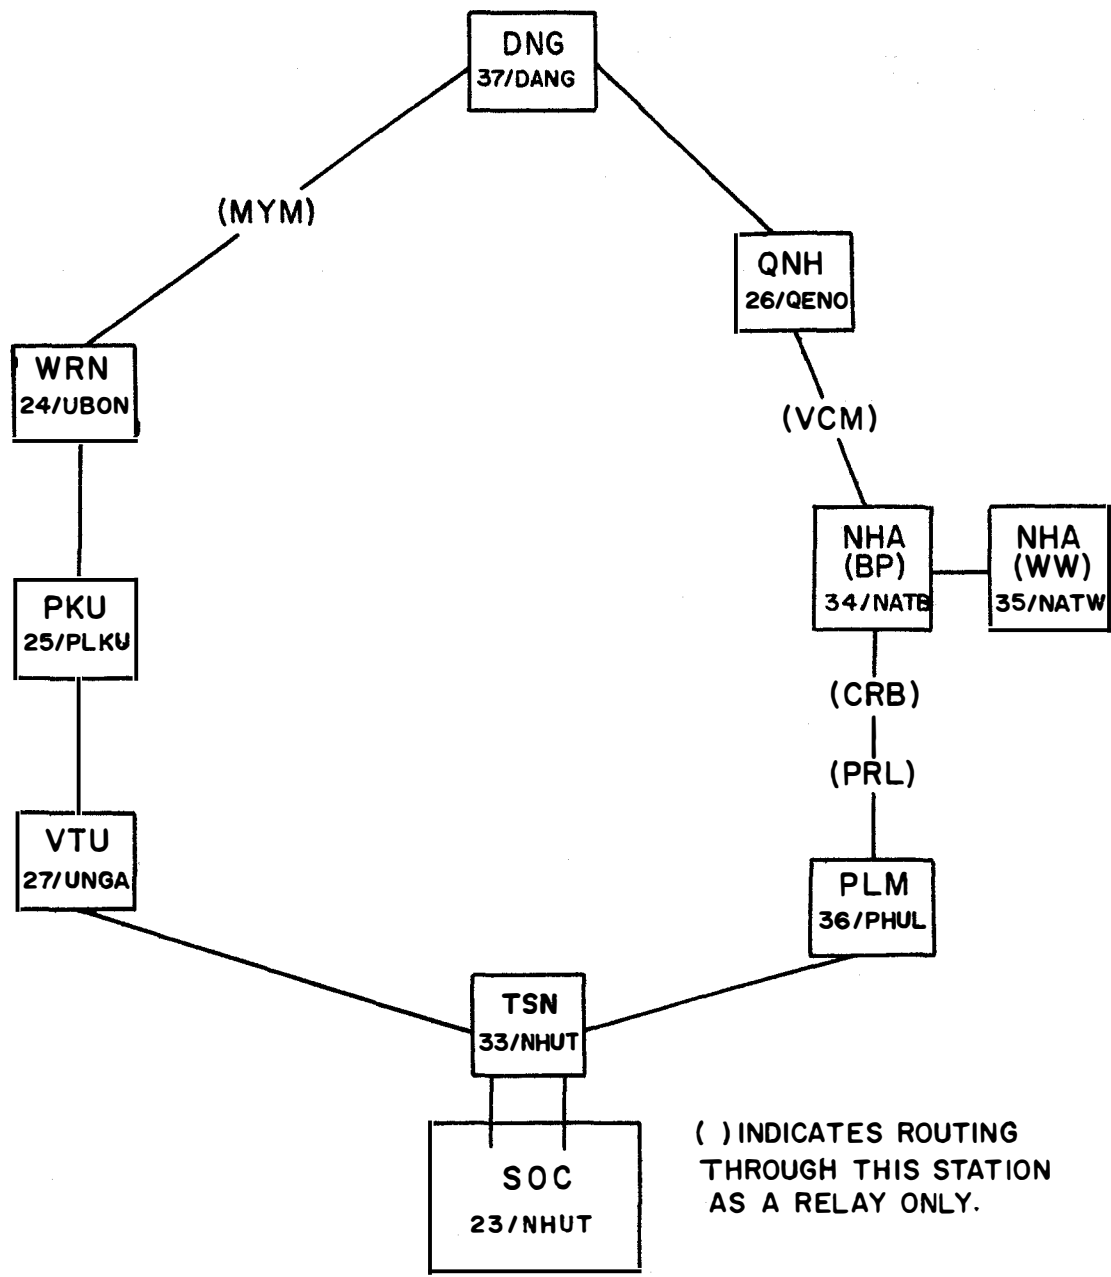 DNG
37/DANG
(MYM)
QNH
26/QENO
WRN
24/UBON
(VCM)
NHA
(BP)
34/NATB
NHA
(WW)
35/NATW
PKU
25/PLKU
(CRB)
(PRL)
VTU
27/UNGA
PLM
36/PHUL
TSN
33/NHUT
SOC
23/NHUT
( ) INDICATES ROUTING
THROUGH THIS STATION
AS A RELAY ONLY.